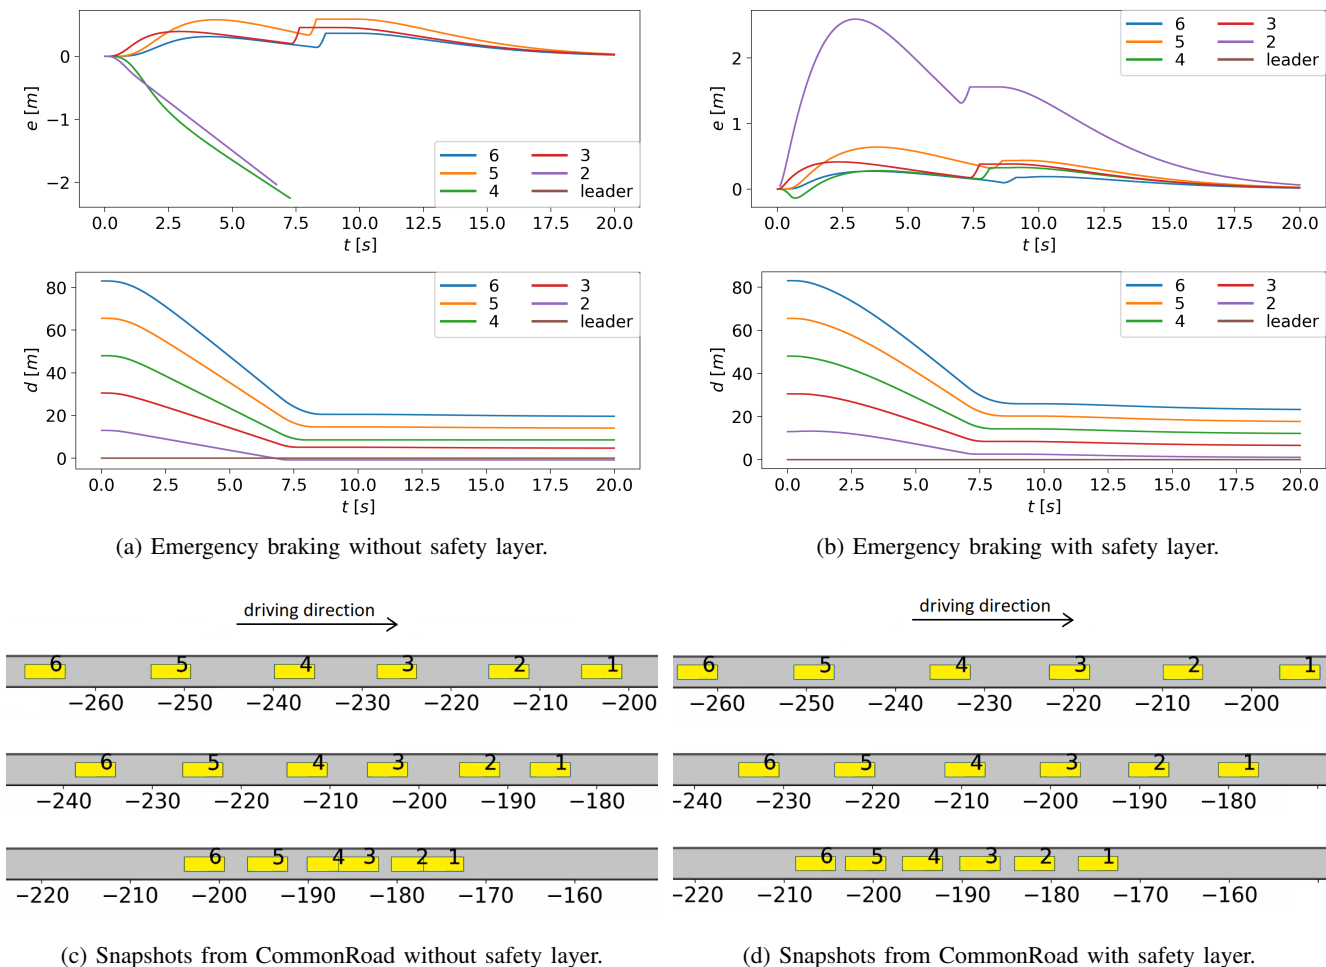 0
−1
−2
e [m]
6
3
5
2
4
leader
0.0 2.5 5.0 7.5 10.0 12.5 15.0 17.5 20.0
t [s]
2
1
0
e [m]
6
3
5
2
4
leader
0.0 2.5 5.0 7.5 10.0 12.5 15.0 17.5 20.0
t [s]
80
60
40
20
0
d [m]
6
3
5
2
4
leader
0.0 2.5 5.0 7.5 10.0 12.5 15.0 17.5 20.0
t [s]
80
60
40
20
0
d [m]
6
3
5
2
4
leader
0.0 2.5 5.0 7.5 10.0 12.5 15.0 17.5 20.0
t [s]
(a) Emergency braking without safety layer.
(b) Emergency braking with safety layer.
driving direction
6 5 4 3 2 1
−260 −250 −240 −230 −220 −210 −200
6 5 4 3 2 1
−240 −230 −220 −210 −200 −190 −180
6 5 4 3 2 1
−220 −210 −200 −190 −180 −170 −160
driving direction
6 5 4 3 2 1
−260 −250 −240 −230 −220 −210 −200
6 5 4 3 2 1
−240 −230 −220 −210 −200 −190 −180
6 5 4 3 2 1
−220 −210 −200 −190 −180 −170 −160
(c) Snapshots from CommonRoad without safety layer.
(d) Snapshots from CommonRoad with safety layer.